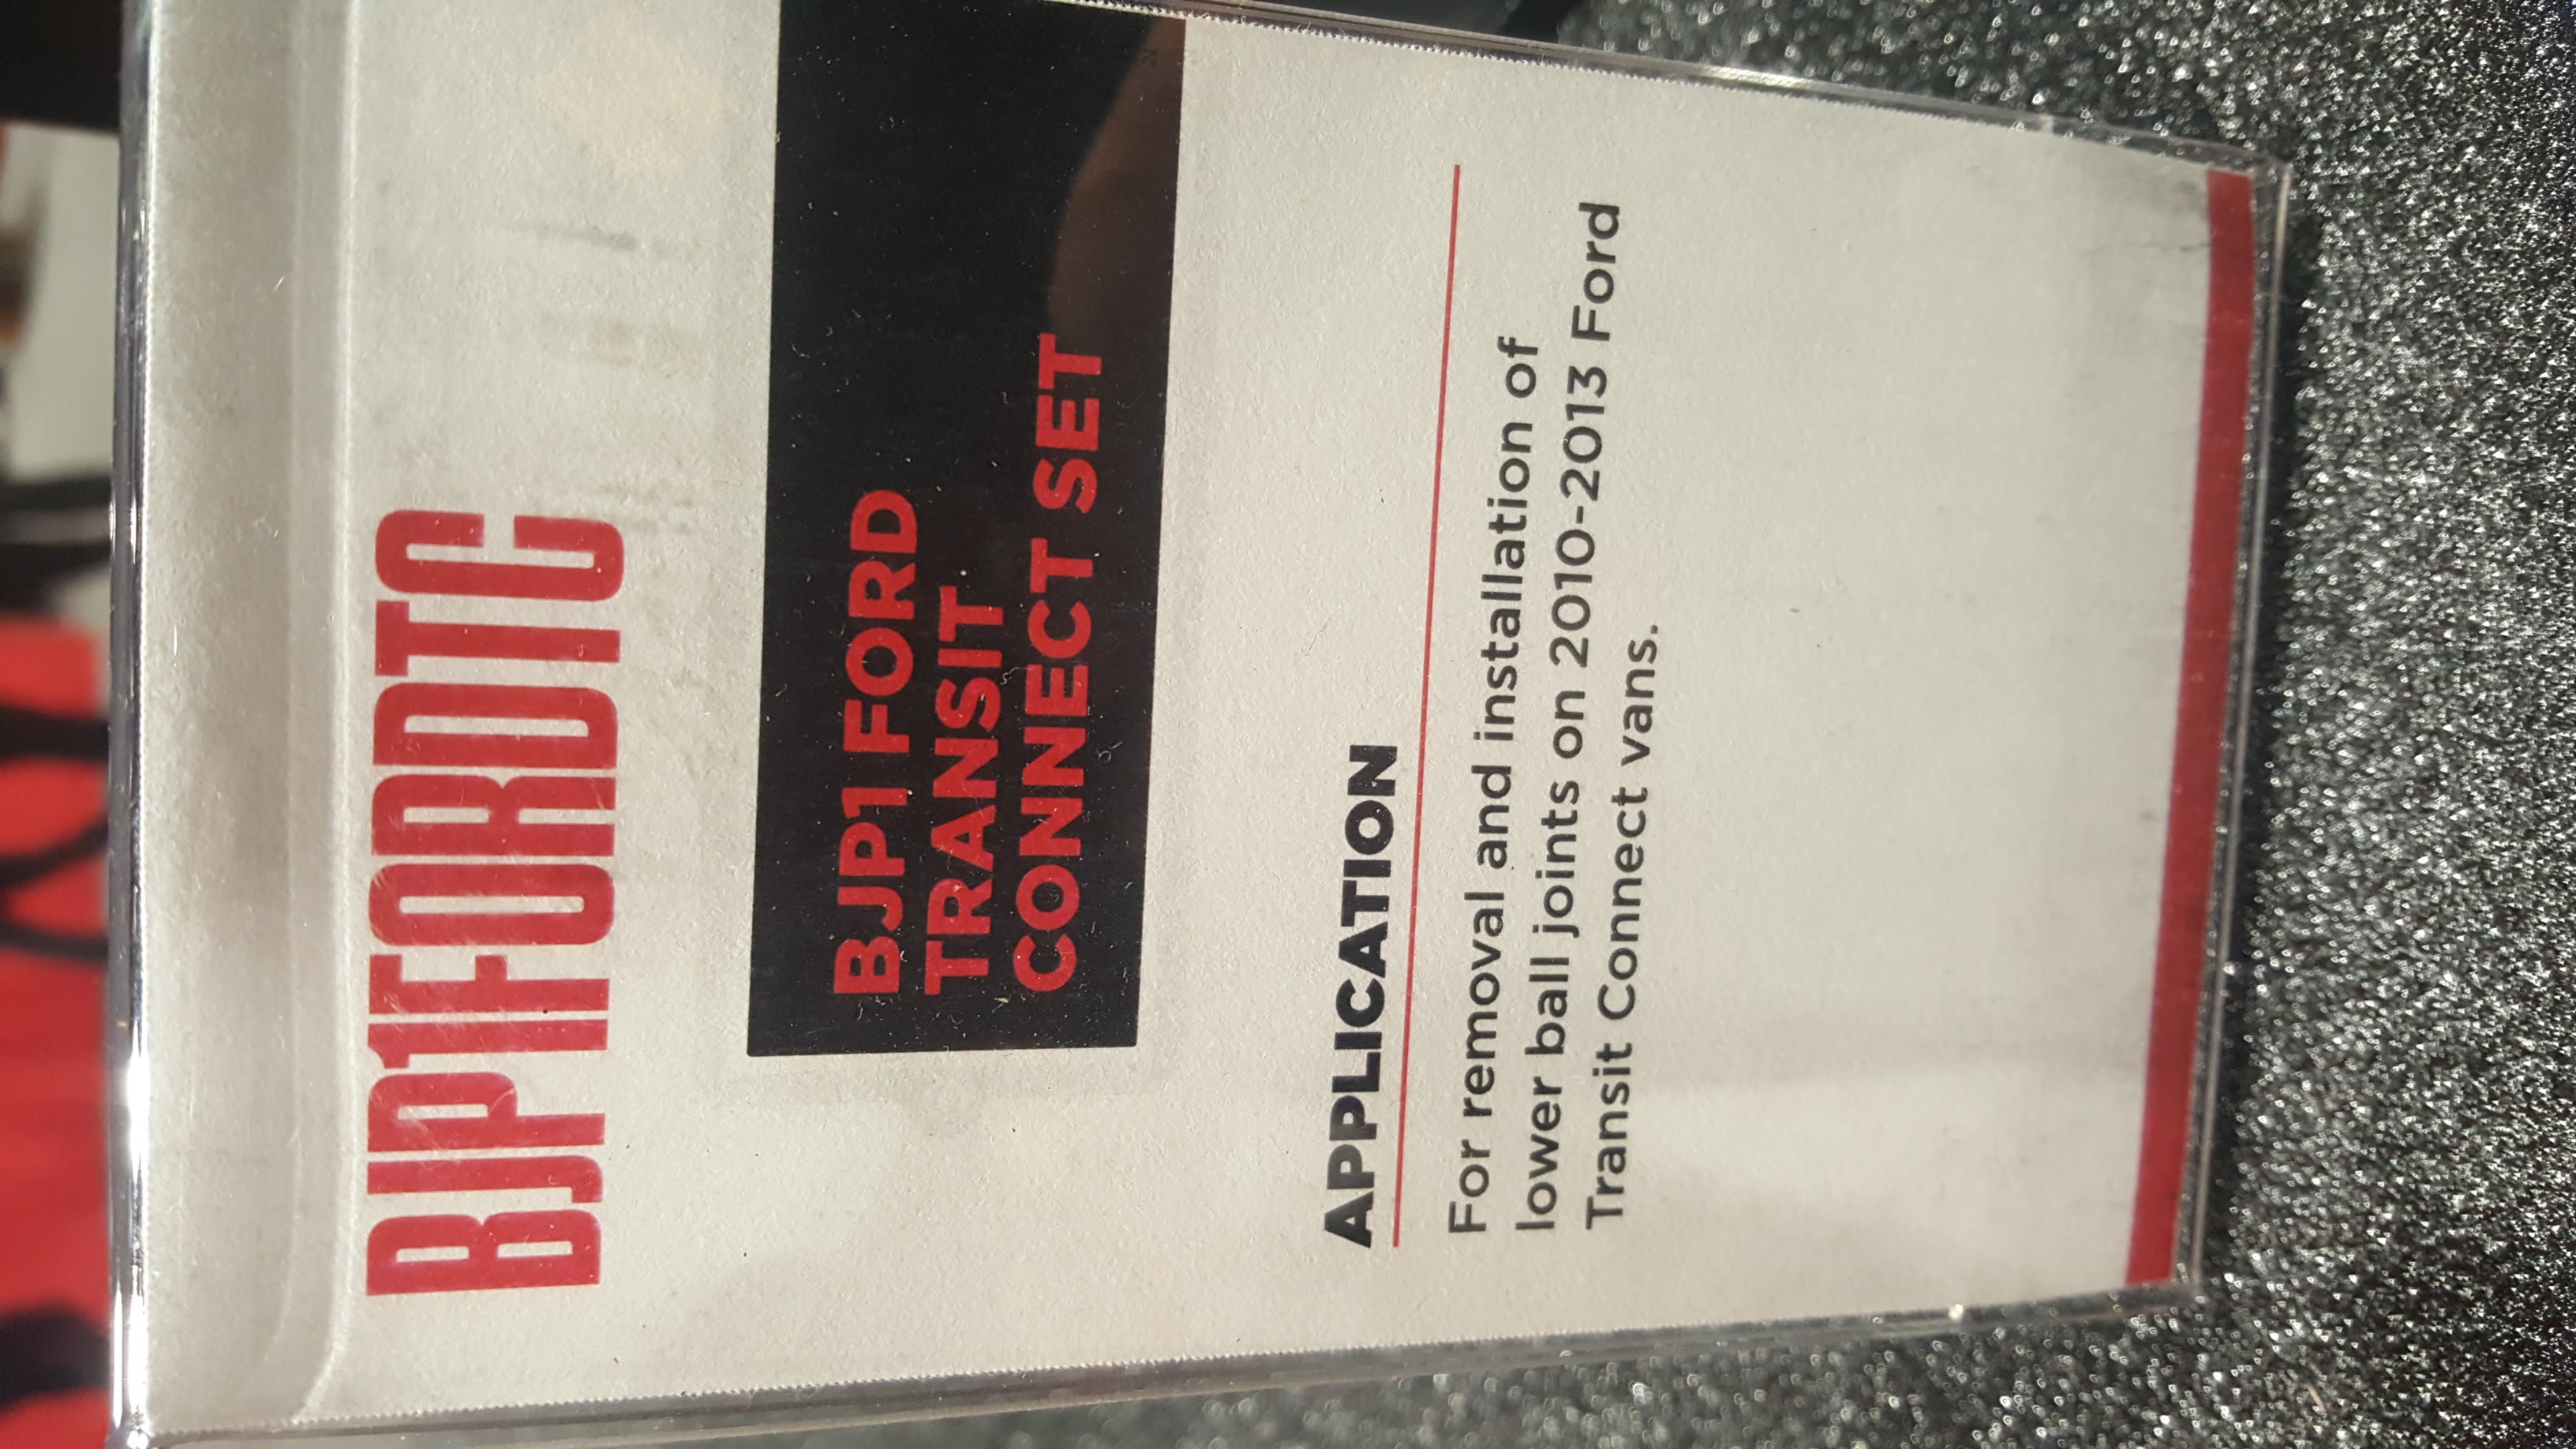 BJP1FORDTC
BJP1 FORD
TRANSIT
CONNECT SET
APPLICATION
For removal and installation of
lower ball joints on 2010-2013 Ford
Transit Connect vans.